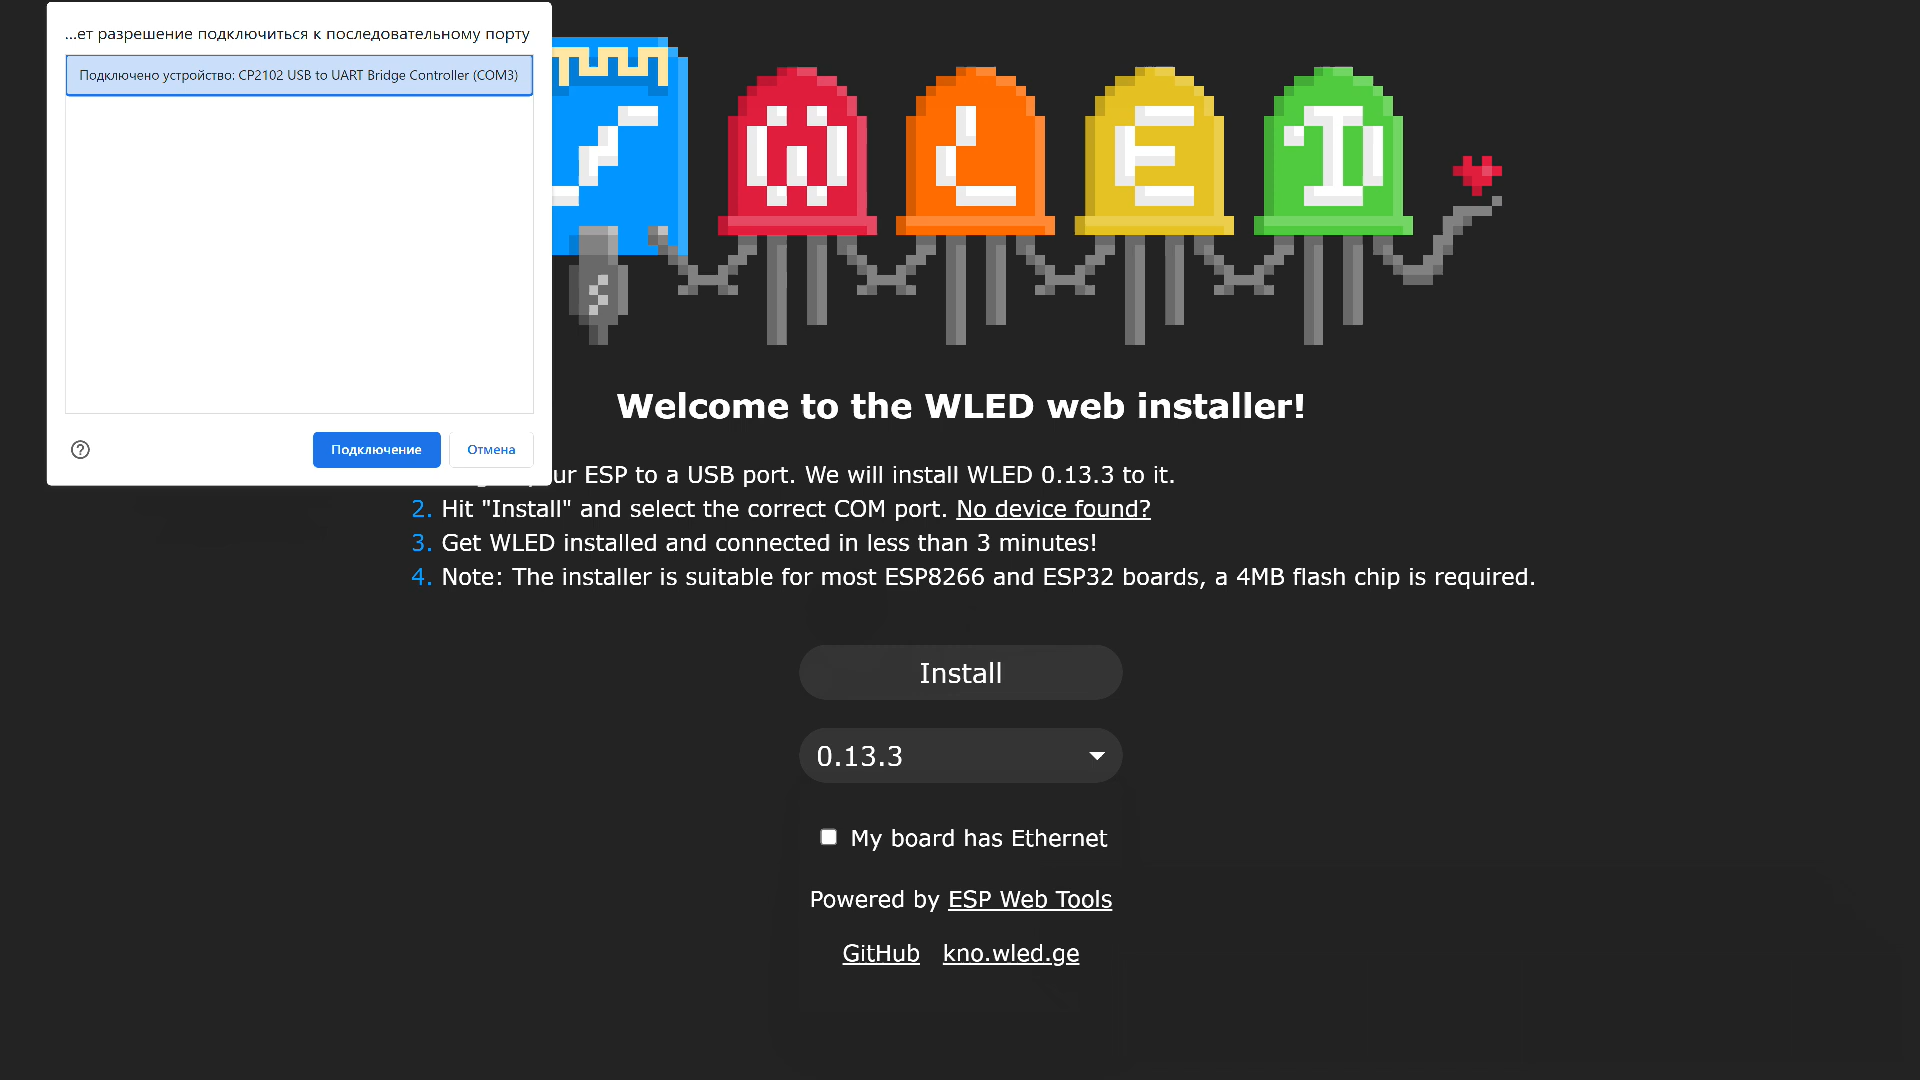 ...ет разрешение подключиться к последовательному порту
Подключено устройство: CP2102 USB to UART Bridge Controller (COM3)
Подключение
Отмена
WLED
Welcome to the WLED web installer!
ur ESP to a USB port. We will install WLED 0.13.3 to it.
2. Hit "Install" and select the correct COM port. No device found?
3. Get WLED installed and connected in less than 3 minutes!
4. Note: The installer is suitable for most ESP8266 and ESP32 boards, a 4MB flash chip is required.
Install
0.13.3
My board has Ethernet
Powered by ESP Web Tools
GitHub kno.wled.ge